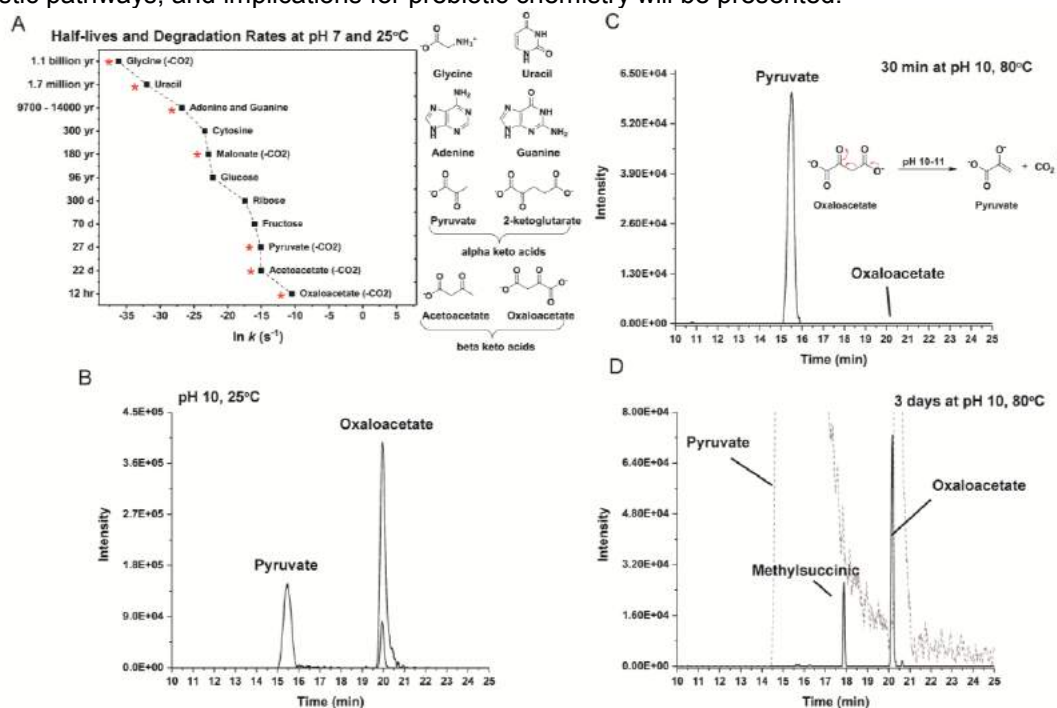 etic pathways, and implications for prebiotic chemistry will be presented.
A
Half-lives and Degradation Rates at pH 7 and 25°C
1.1 billion yr
Glycine (-CO2)
1.7 million yr
Uracil
9700 - 14000 yr
Adenine and Guanine
300 yr
Cytosine
180 yr
Malonate (-CO2)
96 yr
Glucose
300 d
Ribose
70 d
Fructose
27 d
Pyruvate (-CO2)
22 d
Acetoacetate (-CO2)
12 hr
Oxaloacetate (-CO2)
-35 -30 -25 -20 -15 -10 -5 0 5
ln k (s⁻¹)
Glycine
Uracil
Adenine
Guanine
Pyruvate
2-ketoglutarate
alpha keto acids
Acetoacetate
Oxaloacetate
beta keto acids
B
pH 10, 25°C
4.5E+05
3.6E+05
2.7E+05
1.8E+05
9.0E+04
0.0E+00
Intensity
Pyruvate
Oxaloacetate
10 11 12 13 14 15 16 17 18 19 20 21 22 23 24 25
Time (min)
C
30 min at pH 10, 80°C
6.50E+04
5.20E+04
3.90E+04
2.60E+04
1.30E+04
0.00E+00
Intensity
Pyruvate
Oxaloacetate
pH 10-11
Pyruvate
+ CO2
Oxaloacetate
10 11 12 13 14 15 16 17 18 19 20 21 22 23 24 25
Time (min)
D
3 days at pH 10, 80°C
8.00E+04
6.40E+04
4.80E+04
3.20E+04
1.60E+04
0.00E+00
Intensity
Pyruvate
Oxaloacetate
Methylsuccinic
10 11 12 13 14 15 16 17 18 19 20 21 22 23 24 25
Time (min)